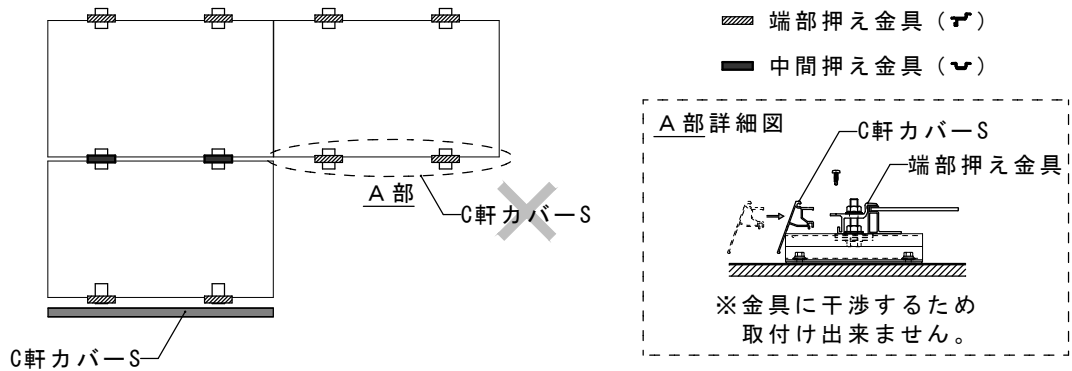 端部押え金具()
中間押え金具()
A部
C軒カバーS
C軒カバーS
A部詳細図
C軒カバーS
端部押え金具
※金具に干渉するため
取付け出来ません。